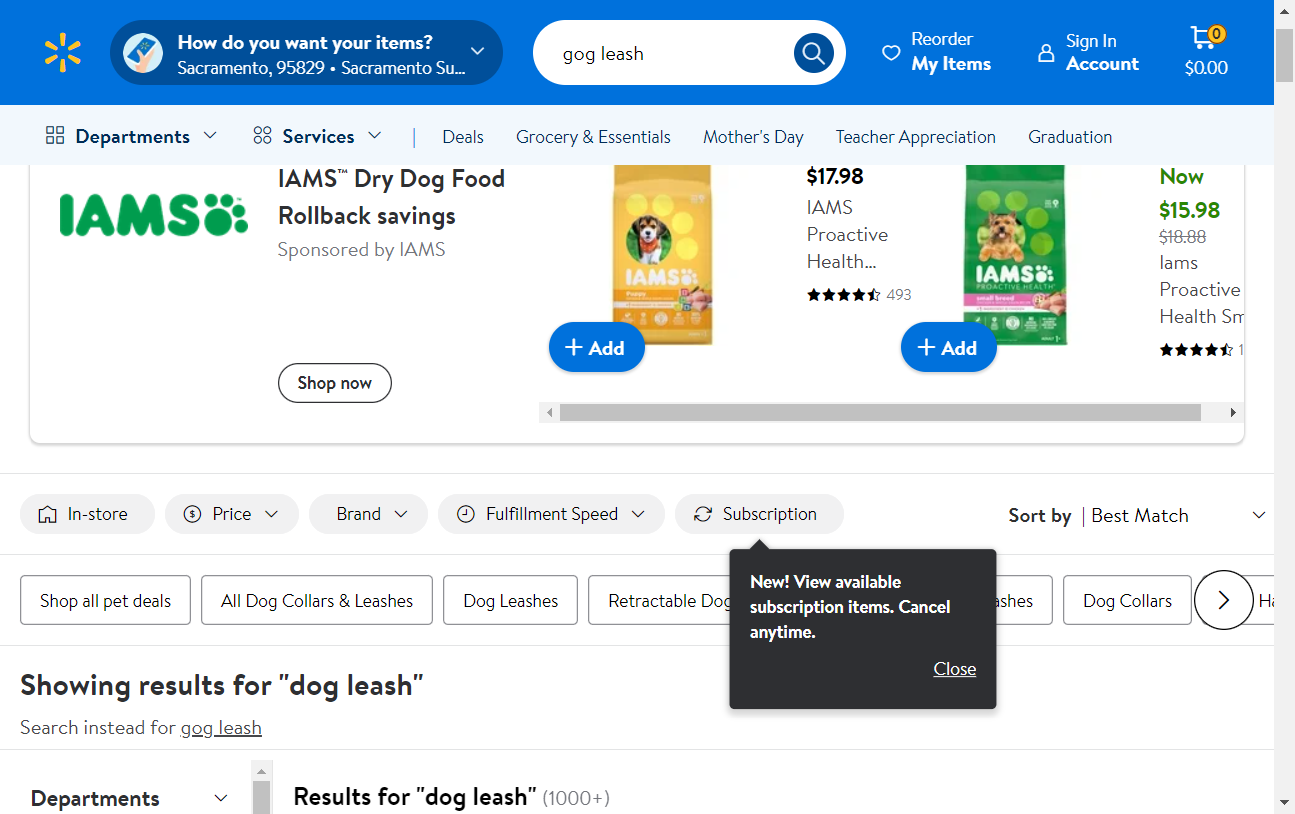 How do you want your items?
Sacramento, 95829 • Sacramento Su...
gog leash
Reorder
My Items
Sign In
Account
0
$0.00
Departments
Services
Deals
Grocery & Essentials
Mother's Day
Teacher Appreciation
Graduation
IAMS
IAMS™ Dry Dog Food
Rollback savings
Sponsored by IAMS
Shop now
IAMS
Puppy
Add
$17.98
IAMS
Proactive
Health...
493
IAMS
PROACTIVE HEALTH
small breed
Add
Now
$15.98
$18.88
Iams
Proactive
Health Sm
1
In-store
Price
Brand
Fulfillment Speed
Subscription
Sort by | Best Match
Shop all pet deals
All Dog Collars & Leashes
Dog Leashes
Retractable Dog
ashes
Dog Collars
Ha
New! View available
subscription items. Cancel
anytime.
Close
Showing results for "dog leash"
Search instead for gog leash
Departments
Results for "dog leash" (1000+)